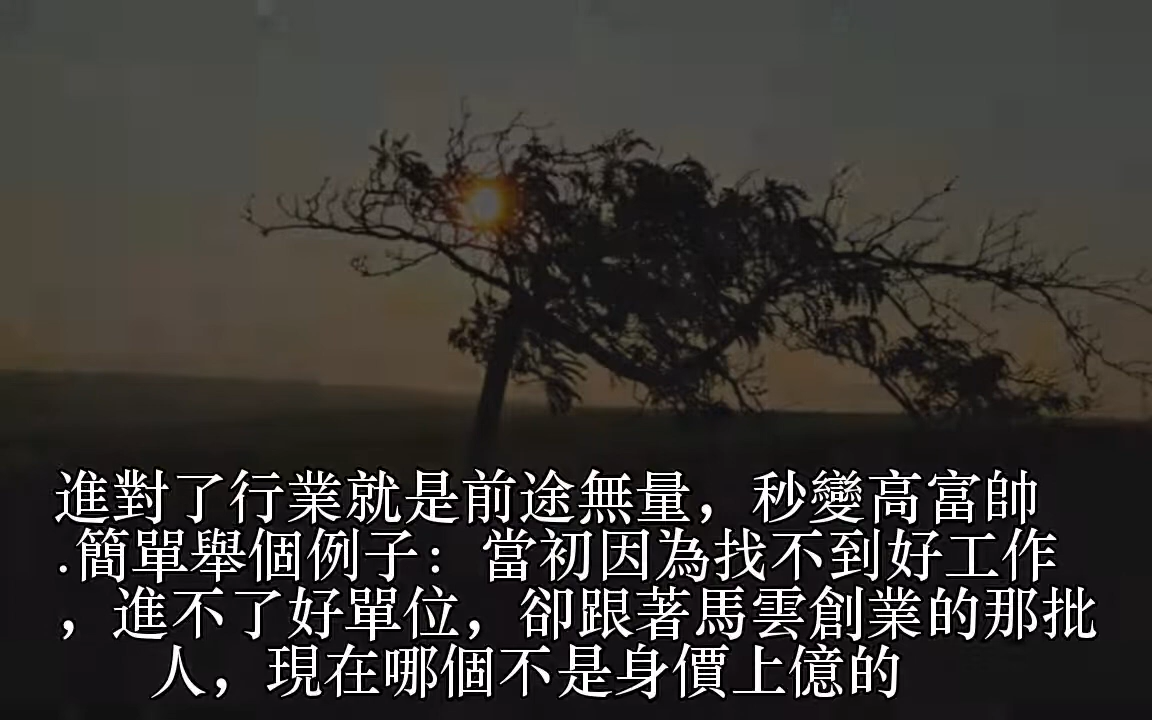 進對了行業就是前途無量，秒變高富帥
.簡單舉個例子：當初因為找不到好工作
，進不了好單位，卻跟著馬雲創業的那批
人，現在哪個不是身價上億的